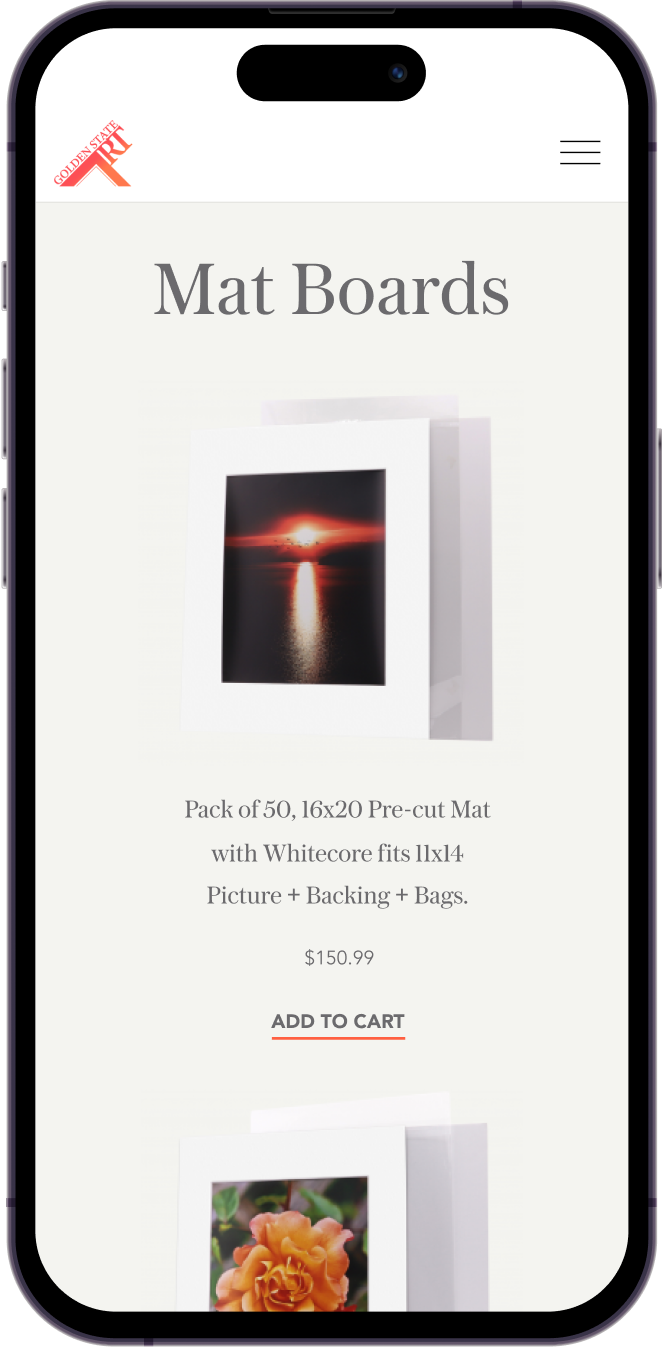 GOLDEN STATE
ART
Mat Boards
Pack of 50, 16x20 Pre-cut Mat
with Whitecore fits 11x14
Picture + Backing + Bags.
$150.99
ADD TO CART